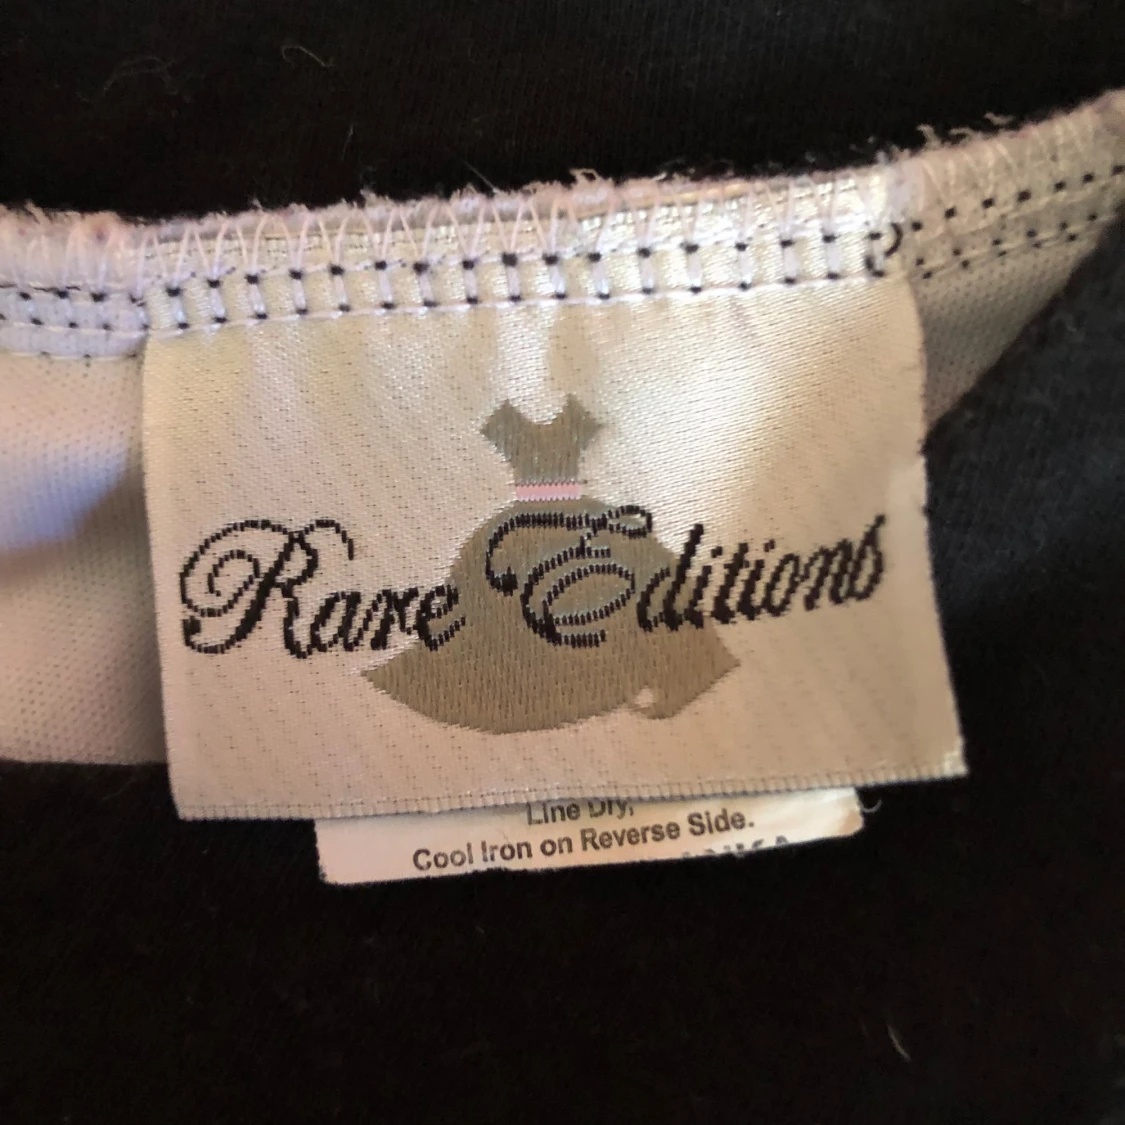 Rare Editions
Line Dry,
Cool Iron on Reverse Side.